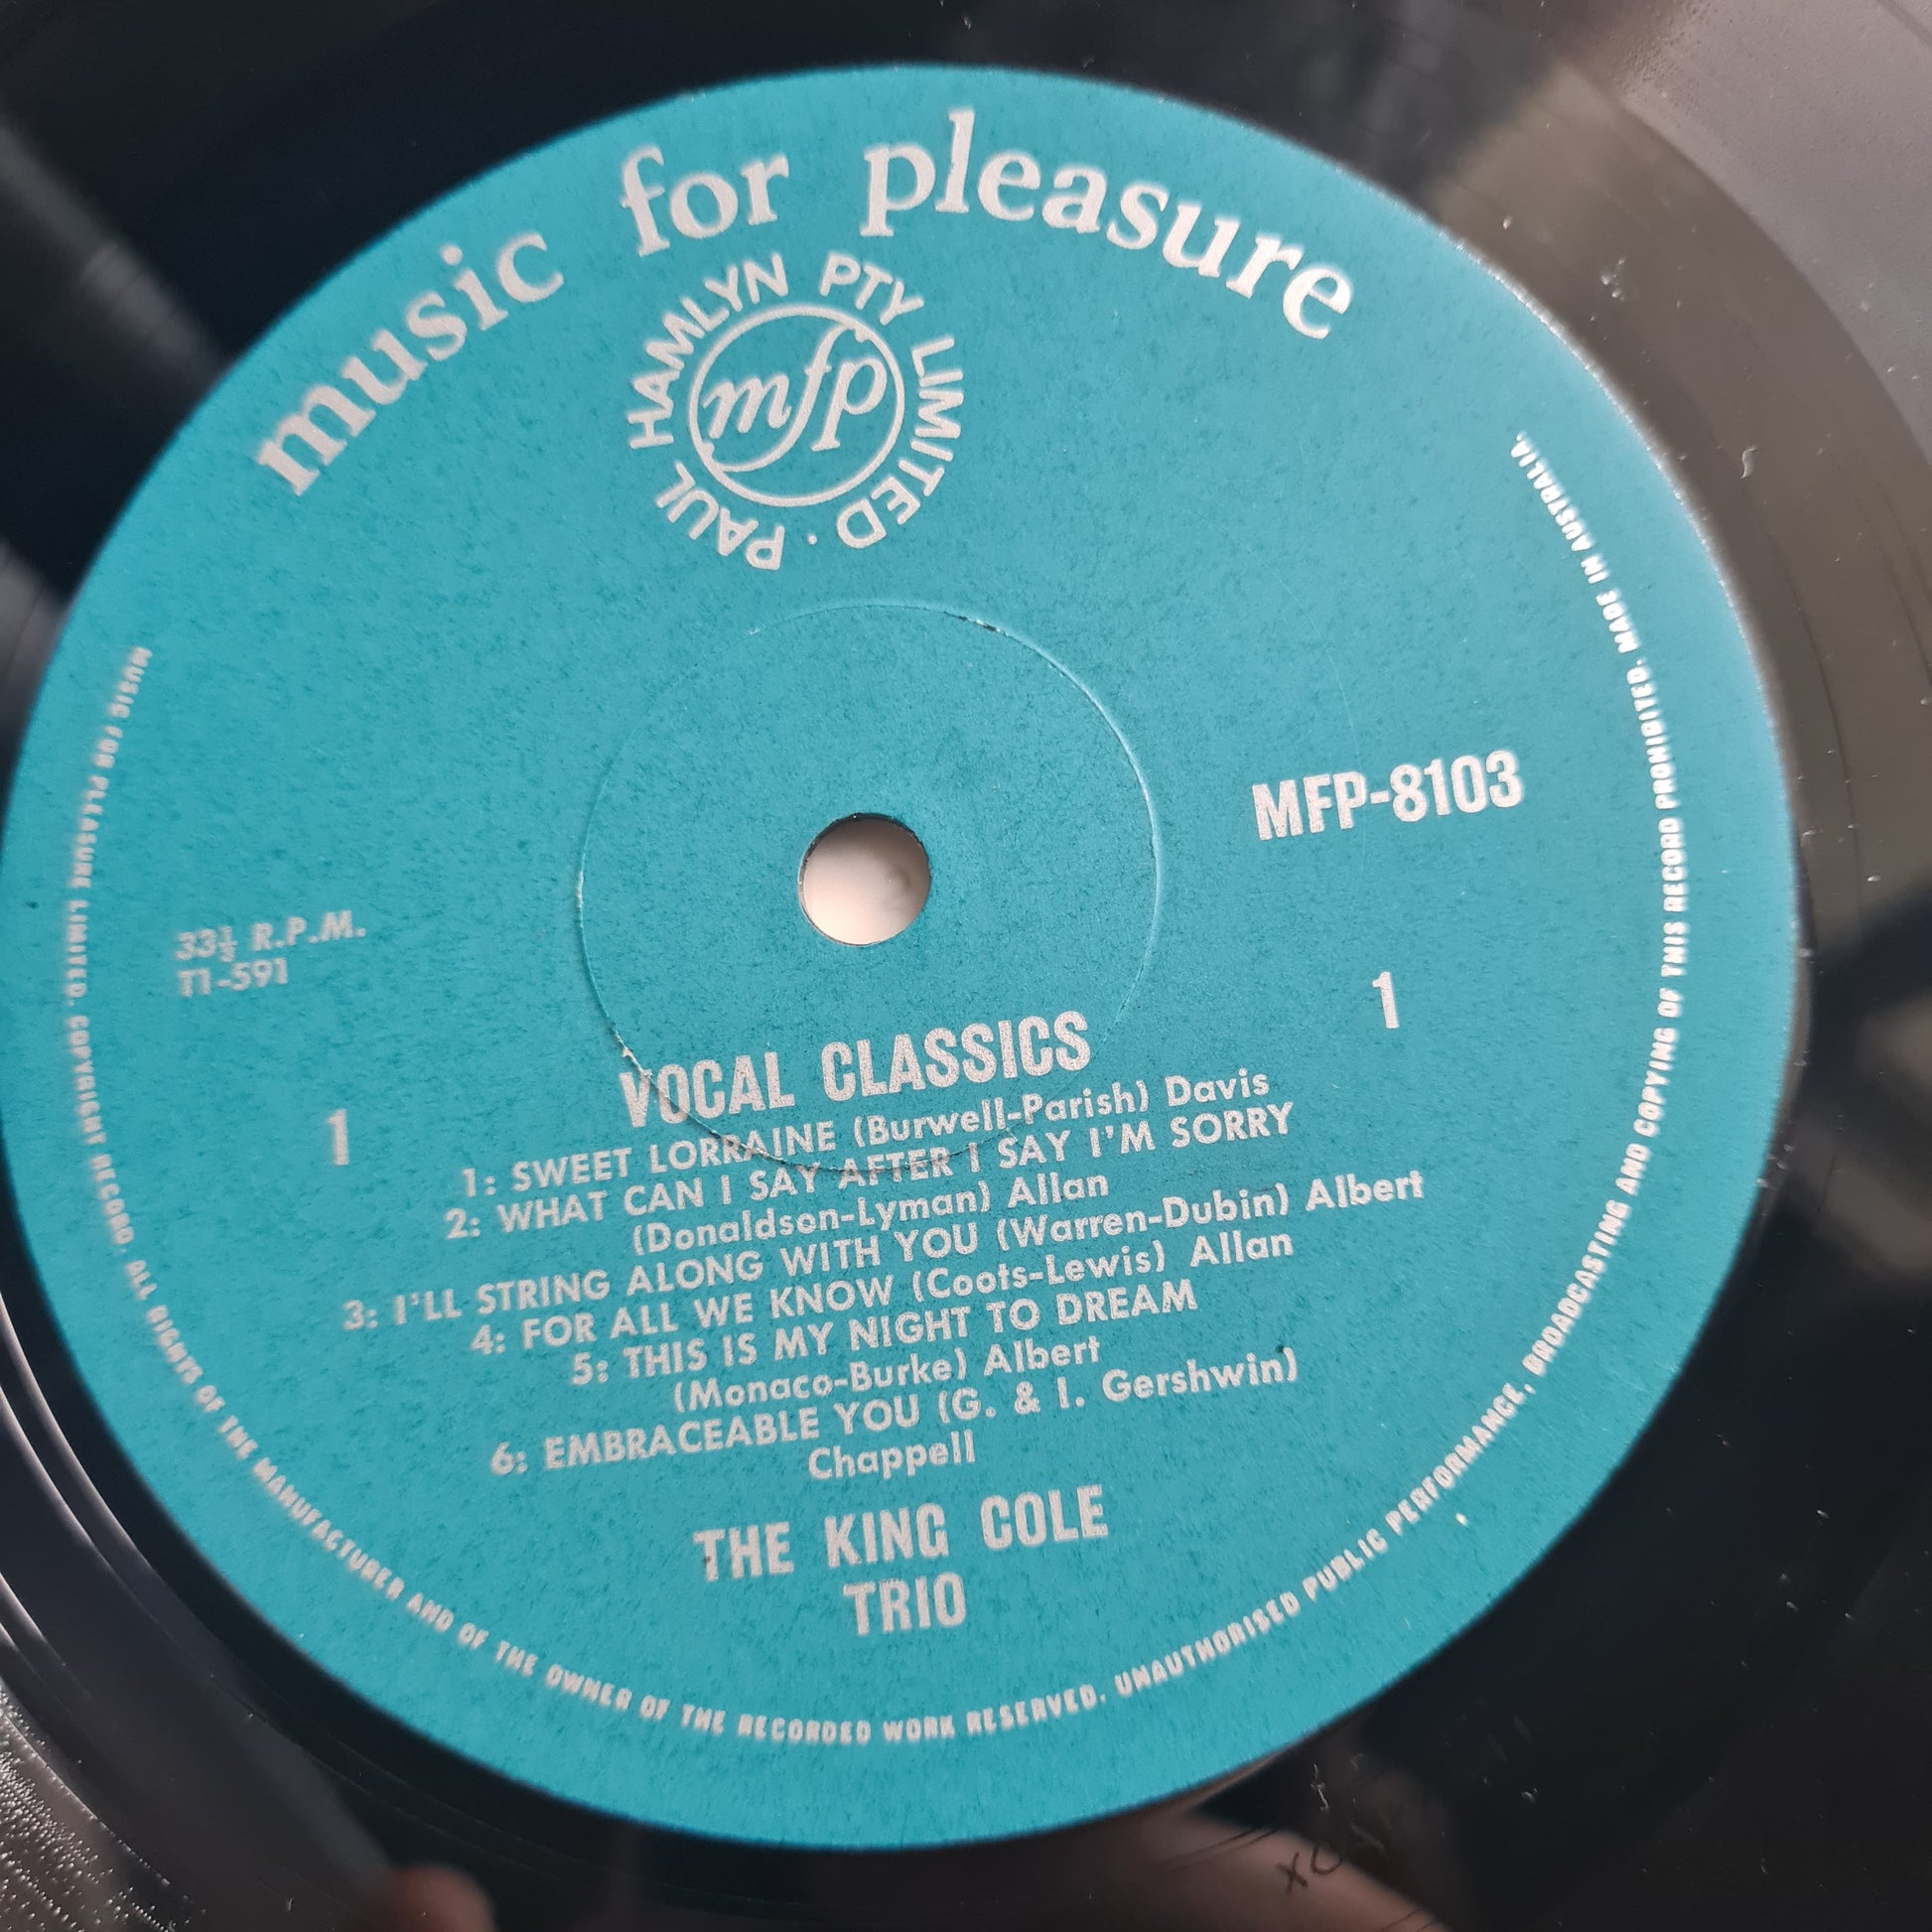 music for pleasure
PAUL HAMLYN PTY LIMITED ·
mfp
MFP-8103
33⅓ R.P.M.
T1-591
1
1
VOCAL CLASSICS
1: SWEET LORRAINE (Burwell-Parish) Davis
2: WHAT CAN I SAY AFTER I SAY I'M SORRY
(Donaldson-Lyman) Allan
3: I'LL STRING ALONG WITH YOU (Warren-Dubin) Albert
4: FOR ALL WE KNOW (Coots-Lewis) Allan
5: THIS IS MY NIGHT TO DREAM
(Monaco-Burke) Albert
6: EMBRACEABLE YOU (G. & I. Gershwin)
Chappell
THE KING COLE
TRIO
MUSIC FOR PLEASURE LIMITED. COPYRIGHT RECORD. ALL RIGHTS OF THE MANUFACTURER AND OF THE OWNER OF THE RECORDED WORK RESERVED. UNAUTHORISED PUBLIC PERFORMANCE, BROADCASTING AND COPYING OF THIS RECORD PROHIBITED. MADE IN AUSTRALIA.